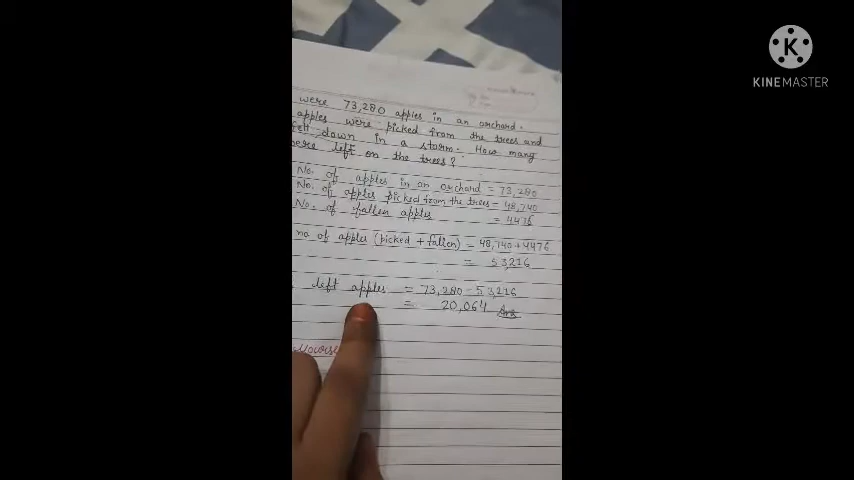 were 73,280 apples in an orchard.
apples were picked from the trees and
fell down in a storm. How many
were left on the trees?
No. of apples in an orchard = 73,280
No. of apples picked from the trees = 48,740
No. of fallen apples = 4476
no of apples (picked + fallen) = 48,740 + 4476
= 53,216
left apples = 73,280 - 53,216
= 20,064 Ans
K
KINEMASTER